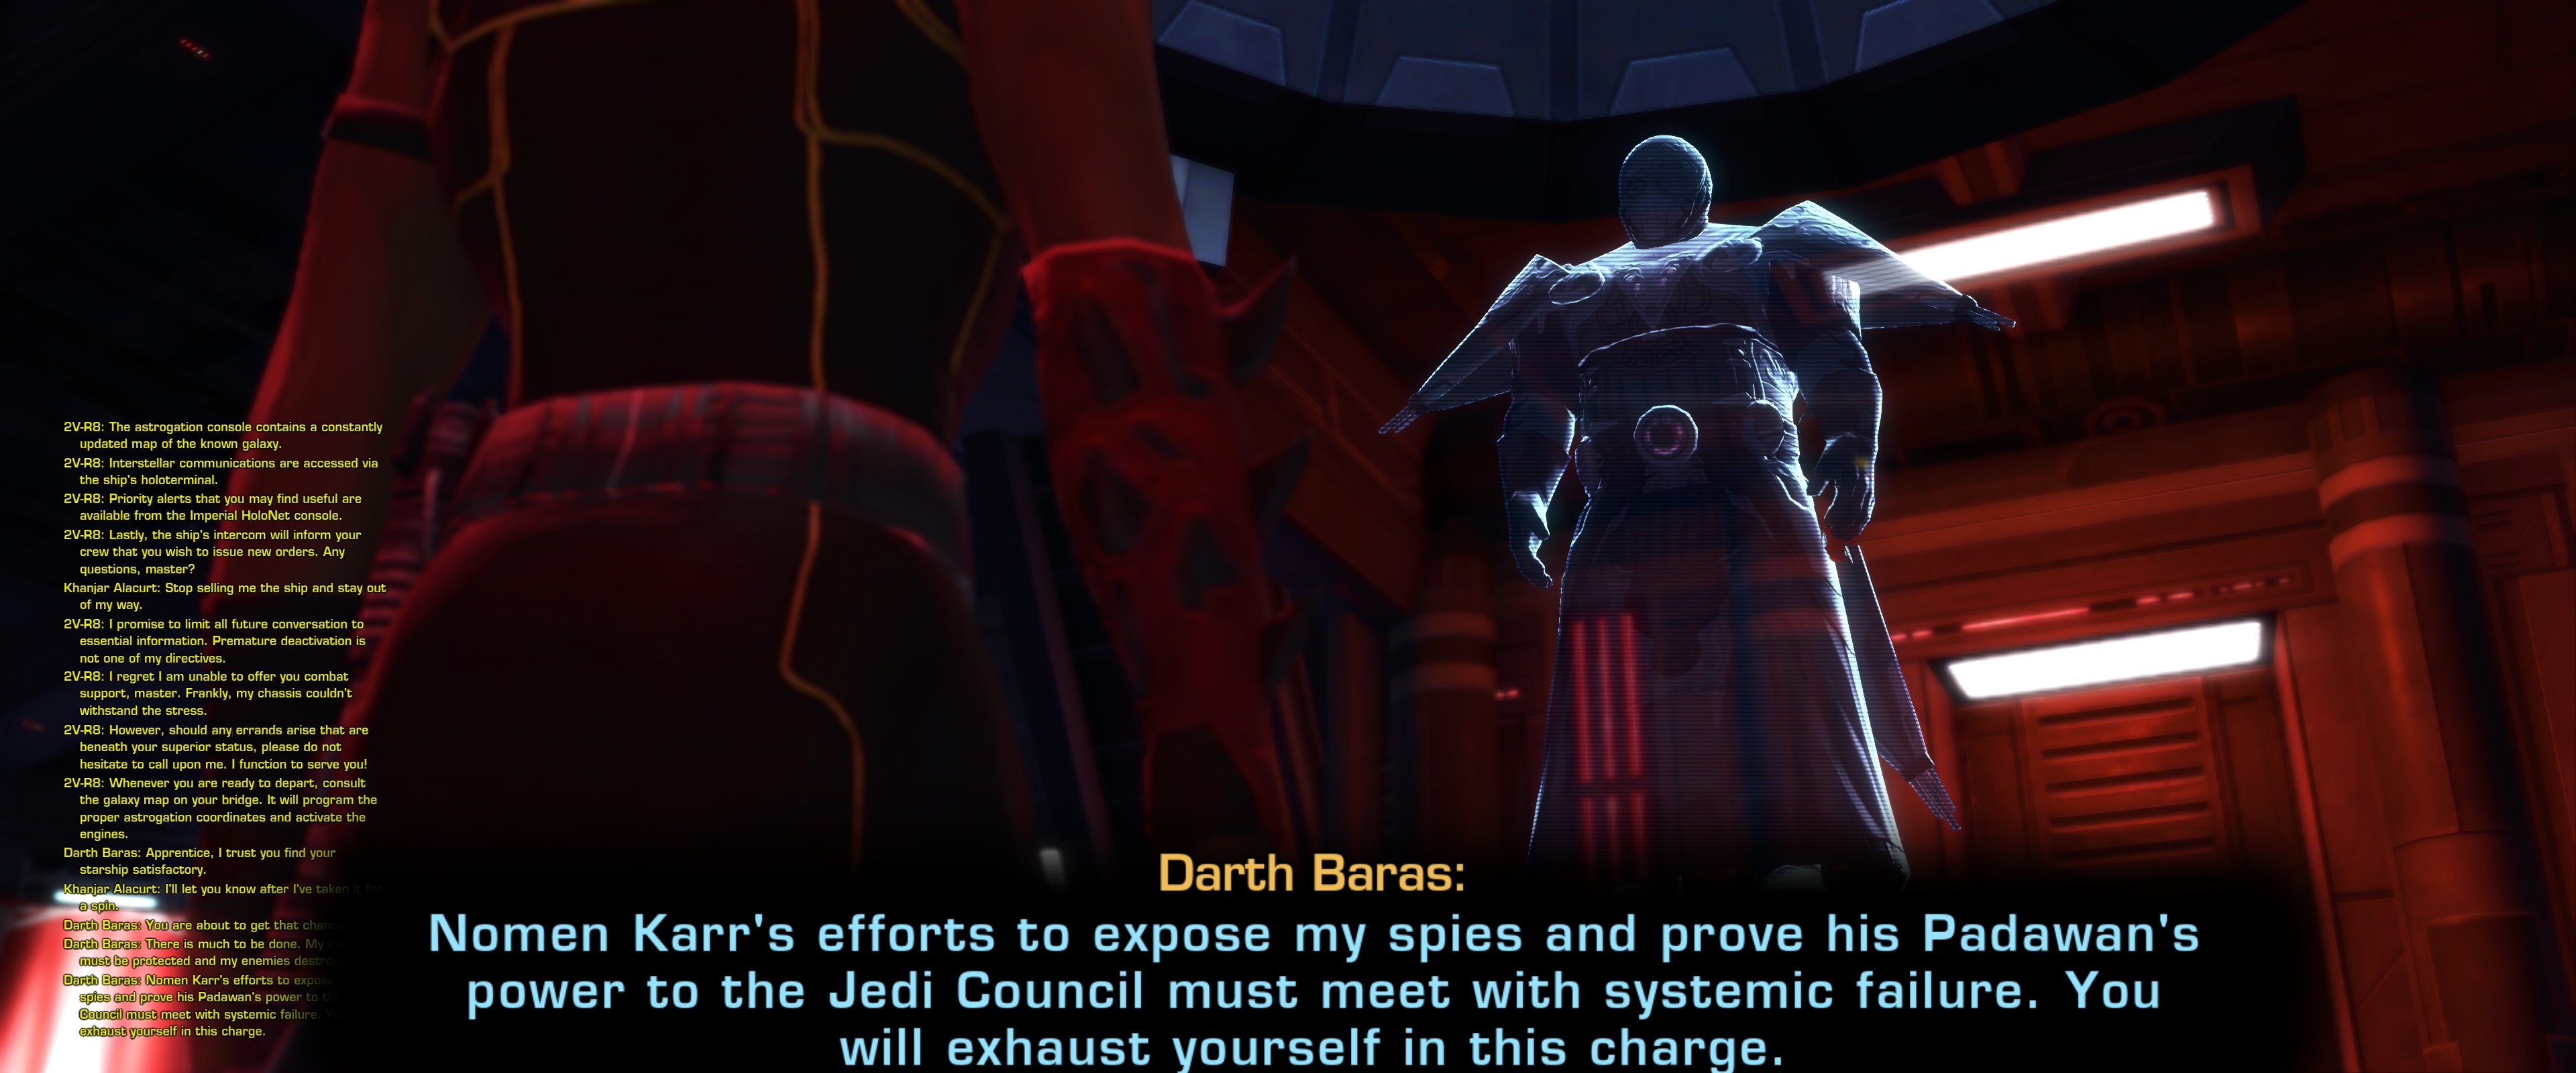 2V-R8: The astrogation console contains a constantly
updated map of the known galaxy.
2V-R8: Interstellar communications are accessed via
the ship's holoterminal.
2V-R8: Priority alerts that you may find useful are
available from the Imperial HoloNet console.
2V-R8: Lastly, the ship's intercom will inform your
crew that you wish to issue new orders. Any
questions, master?
Khanjar Alacurt: Stop selling me the ship and stay out
of my way.
2V-R8: I promise to limit all future conversation to
essential information. Premature deactivation is
not one of my directives.
2V-R8: I regret I am unable to offer you combat
support, master. Frankly, my chassis couldn't
withstand the stress.
2V-R8: However, should any errands arise that are
beneath your superior status, please do not
hesitate to call upon me. I function to serve you!
2V-R8: Whenever you are ready to depart, consult
the galaxy map on your bridge. It will program the
proper astrogation coordinates and activate the
engines.
Darth Baras: Apprentice, I trust you find your
starship satisfactory.
Khanjar Alacurt: I'll let you know after I've taken it for
a spin.
Darth Baras: You are about to get that
Darth Baras: There is much to be done. My
must be protected and my enemies
Darth Baras: Nomen Karr's efforts to expose
spies and prove his Padawan's power to
Council must meet with systemic failure.
exhaust yourself in this charge.
Darth Baras:
Nomen Karr's efforts to expose my spies and prove his Padawan's
power to the Jedi Council must meet with systemic failure. You
will exhaust yourself in this charge.